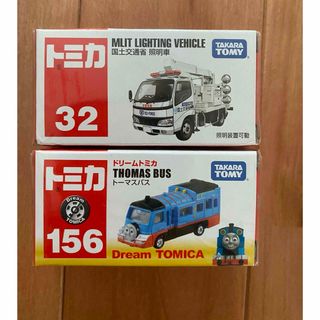 トミカ
32
MLIT LIGHTING VEHICLE
国土交通省 照明車
TAKARA
TOMY
照明装置可動
トミカ
Dream
TOMICA
156
ドリームトミカ
THOMAS BUS
トーマスバス
TAKARA
TOMY
Dream TOMICA